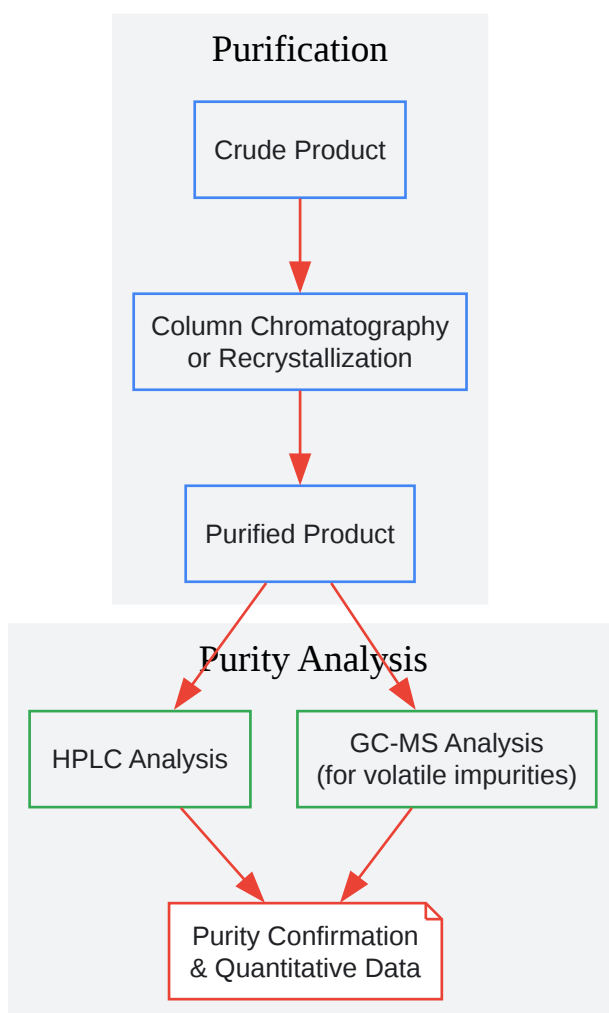 Purification
Crude Product
Column Chromatography
or Recrystallization
Purified Product
Purity Analysis
HPLC Analysis
GC-MS Analysis
(for volatile impurities)
Purity Confirmation
& Quantitative Data